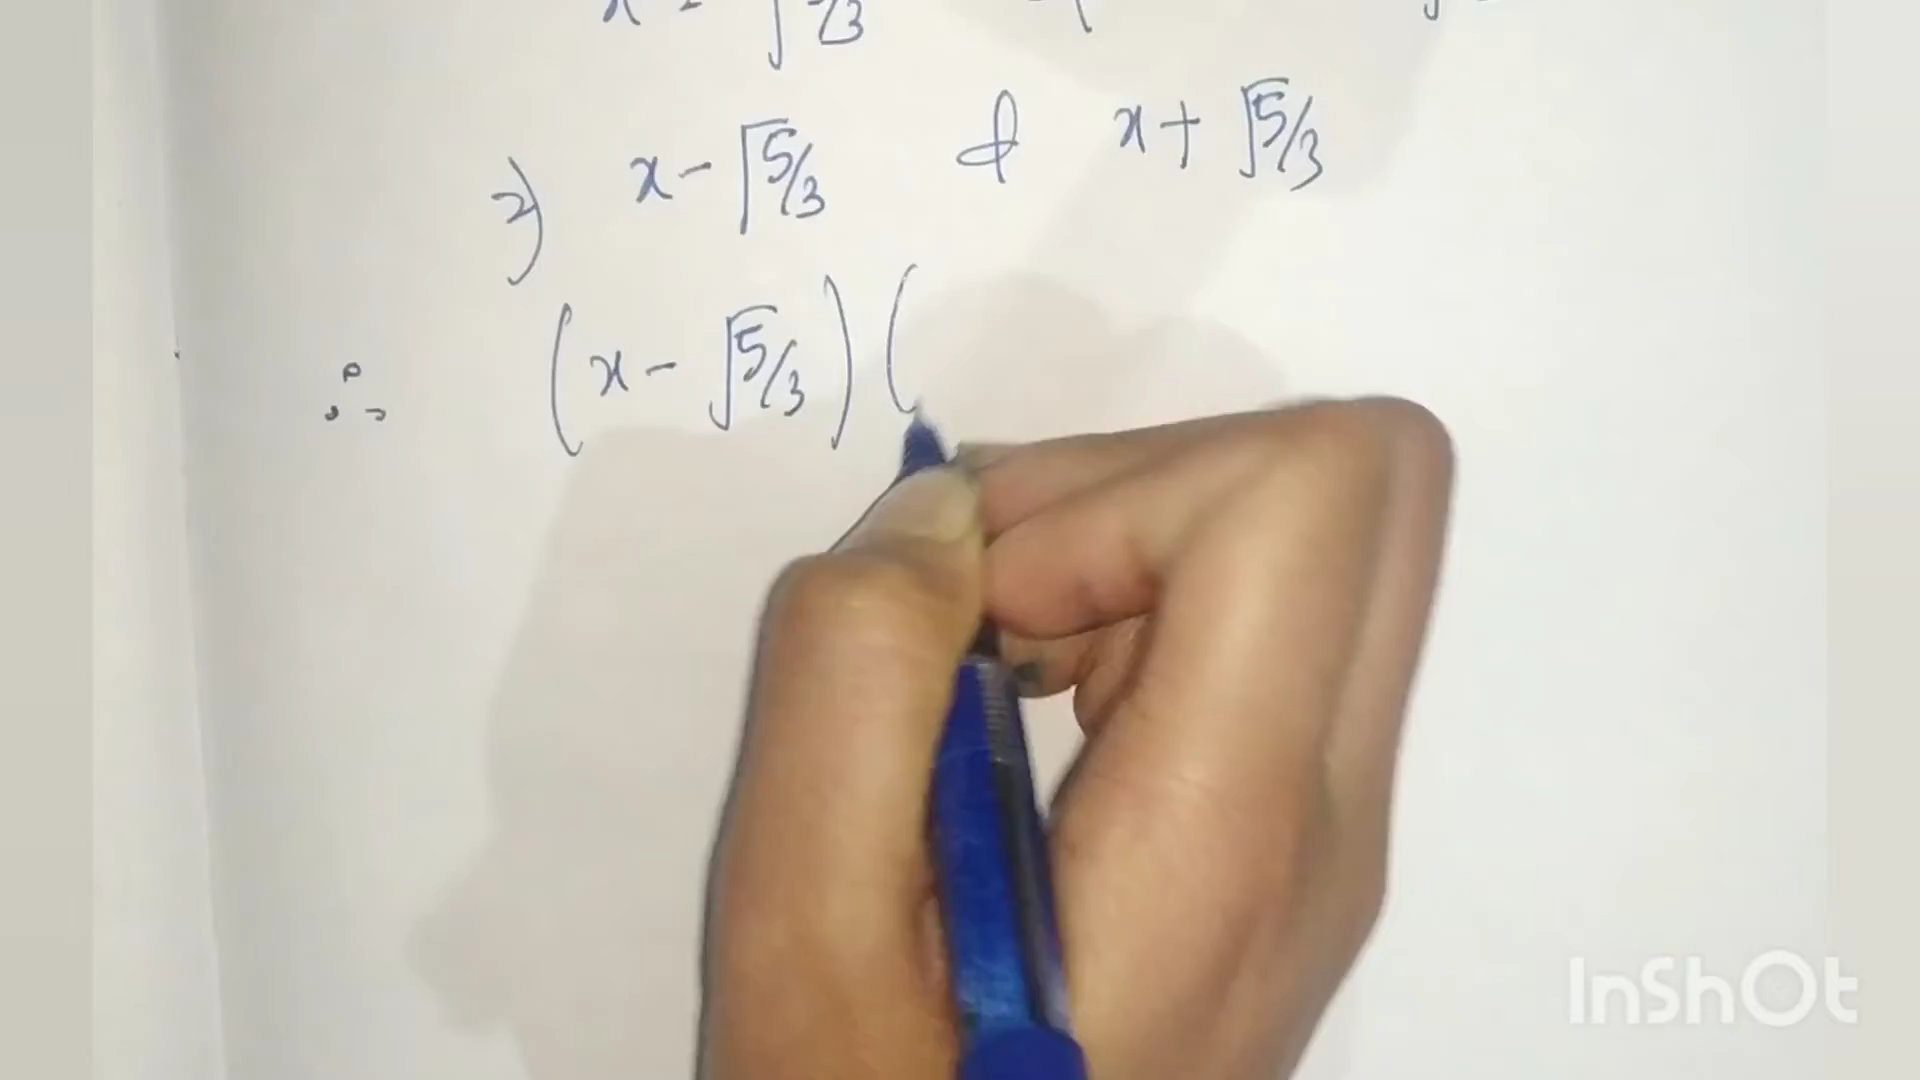 x - √5/3 & x + √5/3
∴ (x - √5/3) (
InShOt